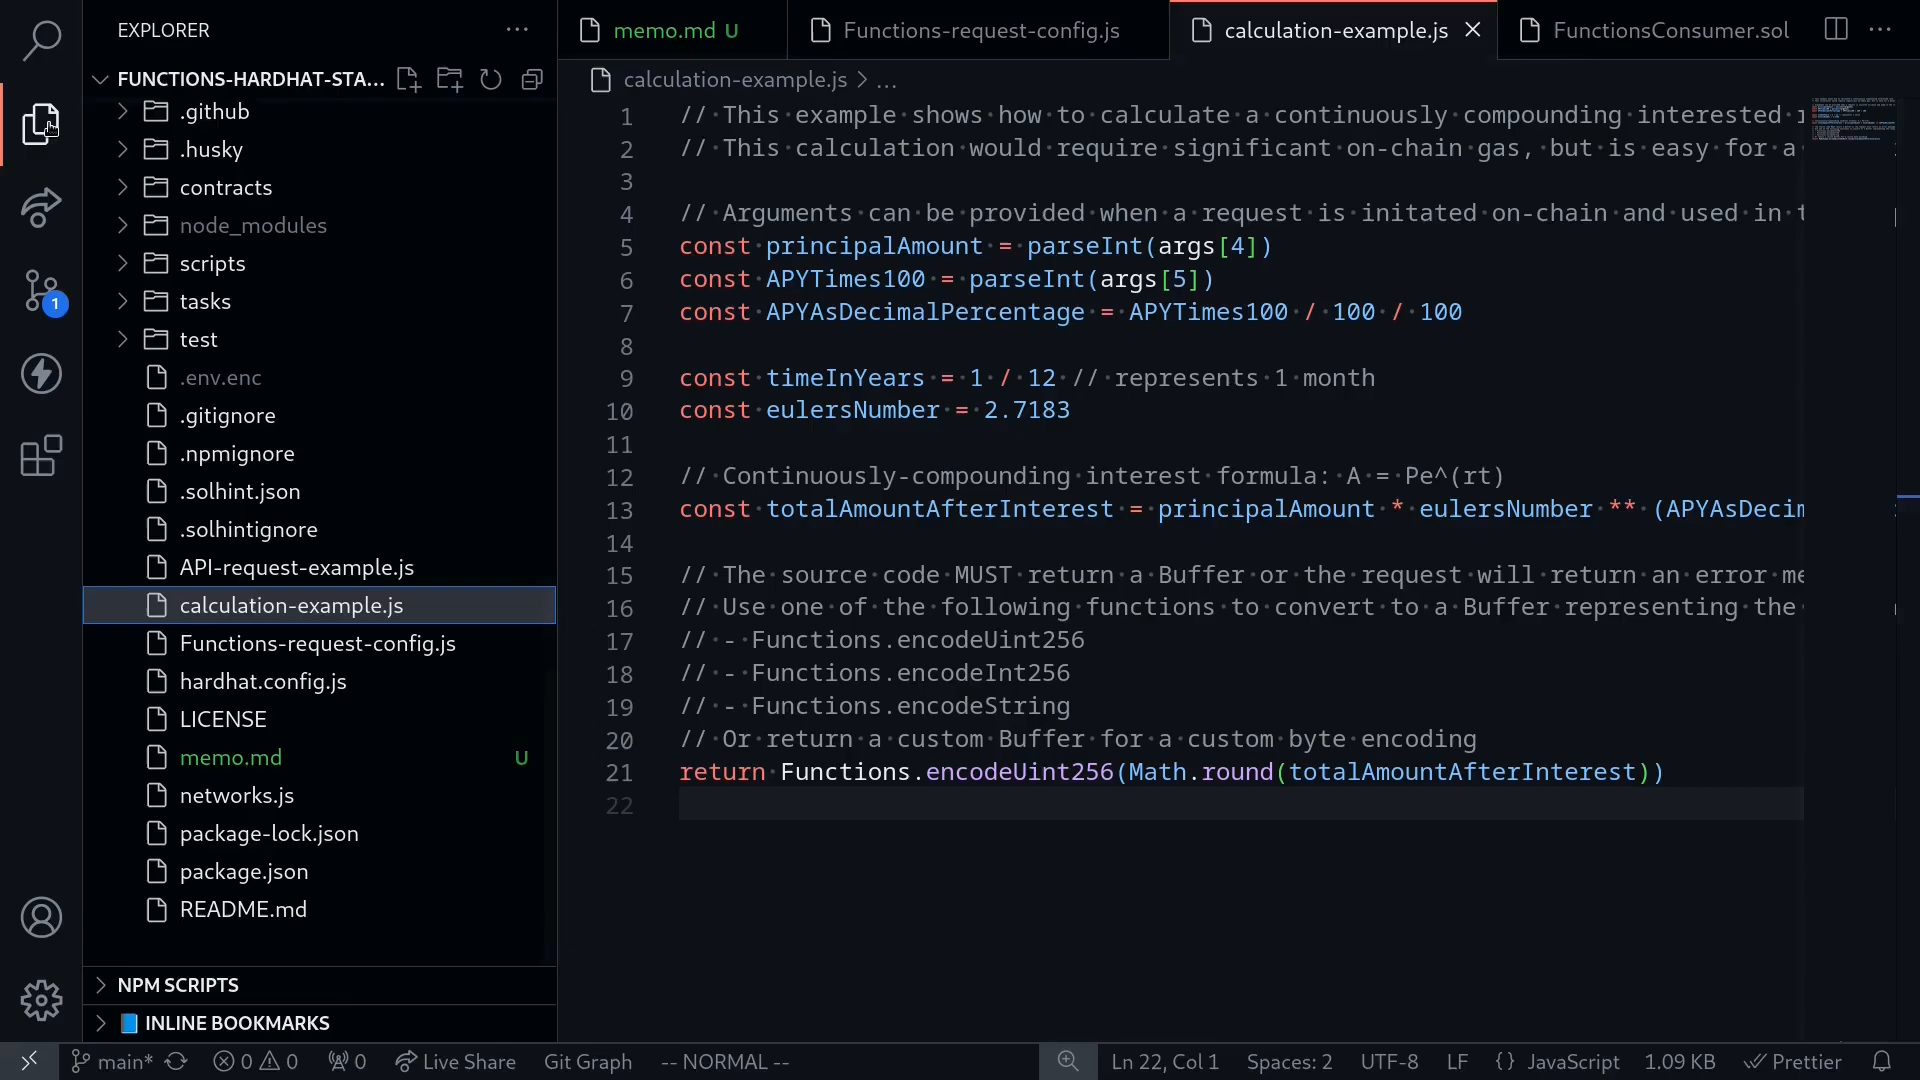 EXPLORER
FUNCTIONS-HARDHAT-STA...
.github
.husky
contracts
node_modules
scripts
tasks
test
.env.enc
.gitignore
.npmignore
.solhint.json
.solhintignore
API-request-example.js
calculation-example.js
Functions-request-config.js
hardhat.config.js
LICENSE
memo.md U
networks.js
package-lock.json
package.json
README.md
NPM SCRIPTS
INLINE BOOKMARKS
1
memo.md U
Functions-request-config.js
calculation-example.js
FunctionsConsumer.sol
calculation-example.js > ...
1 // This example shows how to calculate a continuously compounding interested r
2 // This calculation would require significant on-chain gas, but is easy for a
3
4 // Arguments can be provided when a request is initated on-chain and used in t
5 const principalAmount = parseInt(args[4])
6 const APYTimes100 = parseInt(args[5])
7 const APYAsDecimalPercentage = APYTimes100 / 100 / 100
8
9 const timeInYears = 1 / 12 // represents 1 month
10 const eulersNumber = 2.7183
11
12 // Continuously-compounding interest formula: A = Pe^(rt)
13 const totalAmountAfterInterest = principalAmount * eulersNumber ** (APYAsDecim
14
15 // The source code MUST return a Buffer or the request will return an error me
16 // Use one of the following functions to convert to a Buffer representing the
17 // - Functions.encodeUint256
18 // - Functions.encodeInt256
19 // - Functions.encodeString
20 // Or return a custom Buffer for a custom byte encoding
21 return Functions.encodeUint256(Math.round(totalAmountAfterInterest))
22
main* 0 0 0 Live Share Git Graph -- NORMAL -- Ln 22, Col 1 Spaces: 2 UTF-8 LF {} JavaScript 1.09 KB Prettier